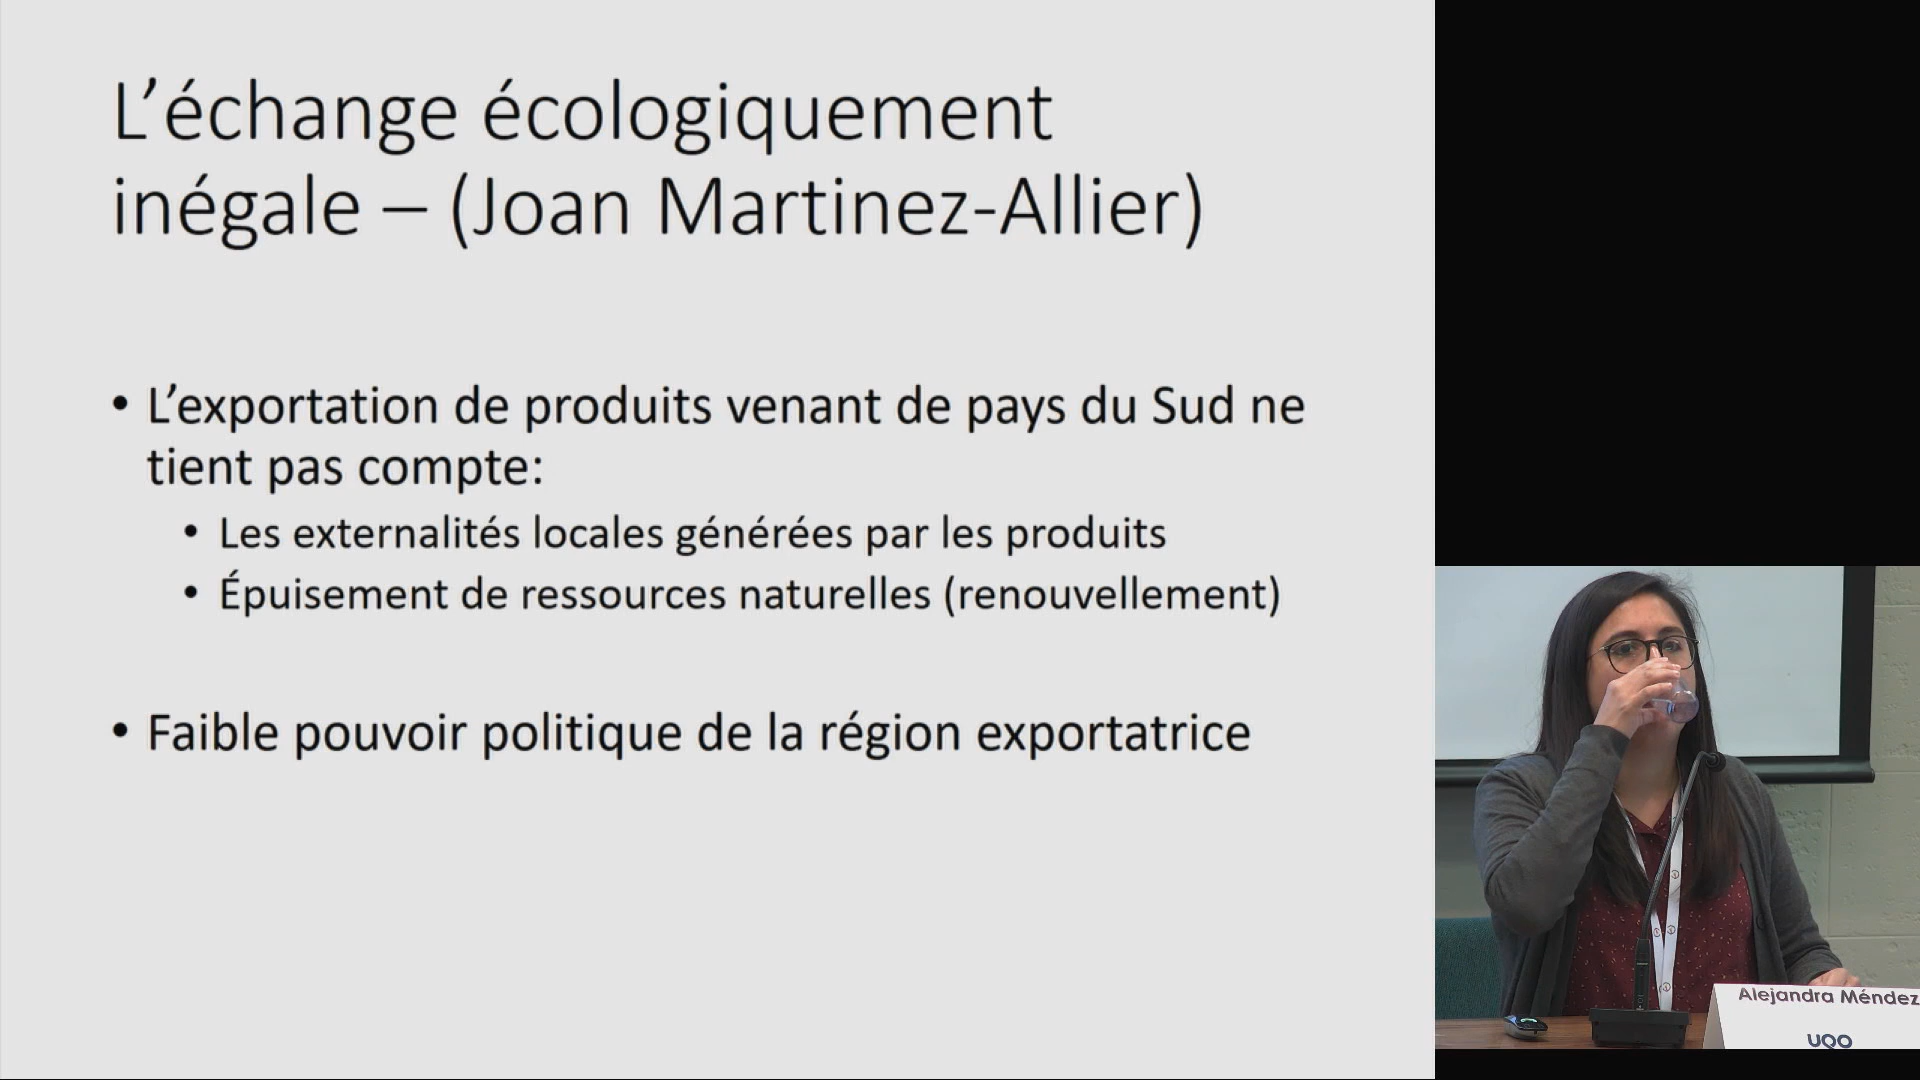 L’échange écologiquement
inégale – (Joan Martinez-Allier)
• L’exportation de produits venant de pays du Sud ne
tient pas compte:
• Les externalités locales générées par les produits
• Épuisement de ressources naturelles (renouvellement)
• Faible pouvoir politique de la région exportatrice
Alejandra Méndez
UQO